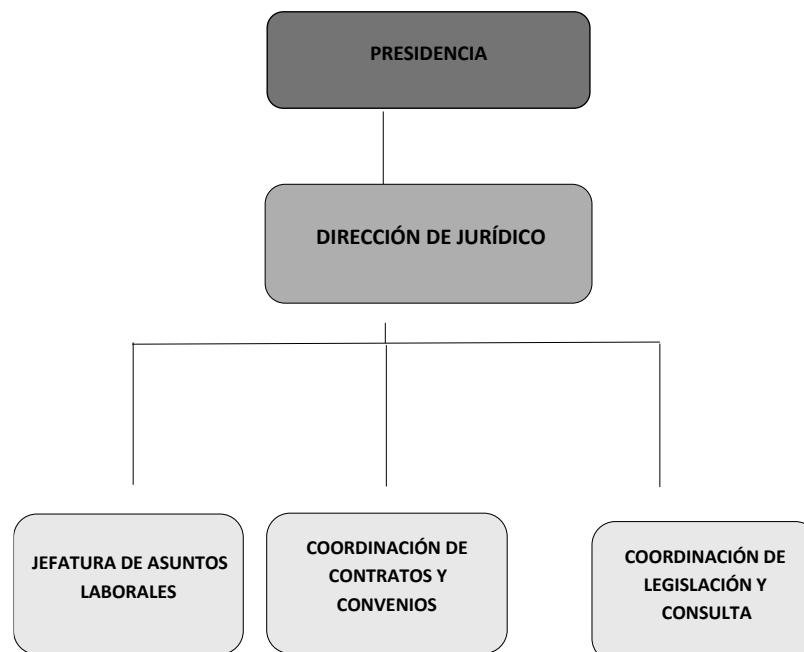 PRESIDENCIA
DIRECCIÓN DE JURÍDICO
JEFATURA DE ASUNTOS
LABORALES
COORDINACIÓN DE
CONTRATOS Y
CONVENIOS
COORDINACIÓN DE
LEGISLACIÓN Y
CONSULTA